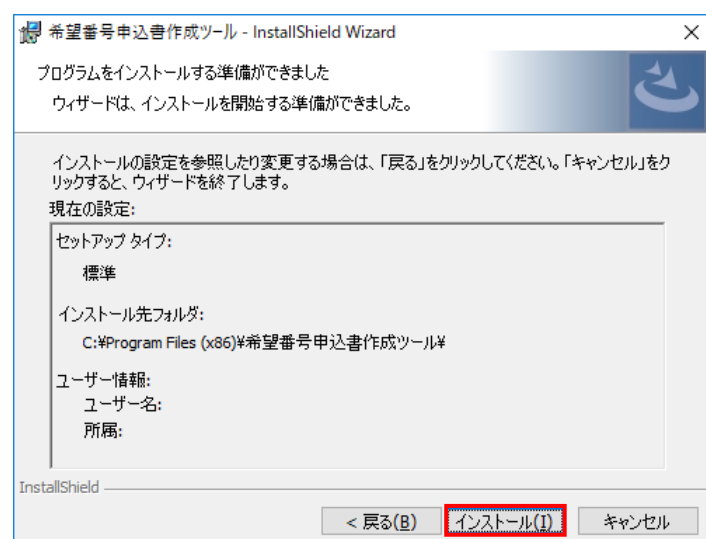 希望番号申込書作成ツール - InstallShield Wizard
プログラムをインストールする準備ができました
ウィザードは、インストールを開始する準備ができました。
インストールの設定を参照したり変更する場合は、「戻る」をクリックしてください。「キャンセル」をク
リックすると、ウィザードを終了します。
現在の設定:
セットアップ タイプ:
標準
インストール先フォルダ:
C:¥Program Files (x86)¥希望番号申込書作成ツール¥
ユーザー情報:
ユーザー名:
所属:
InstallShield
< 戻る(B) インストール(I) キャンセル